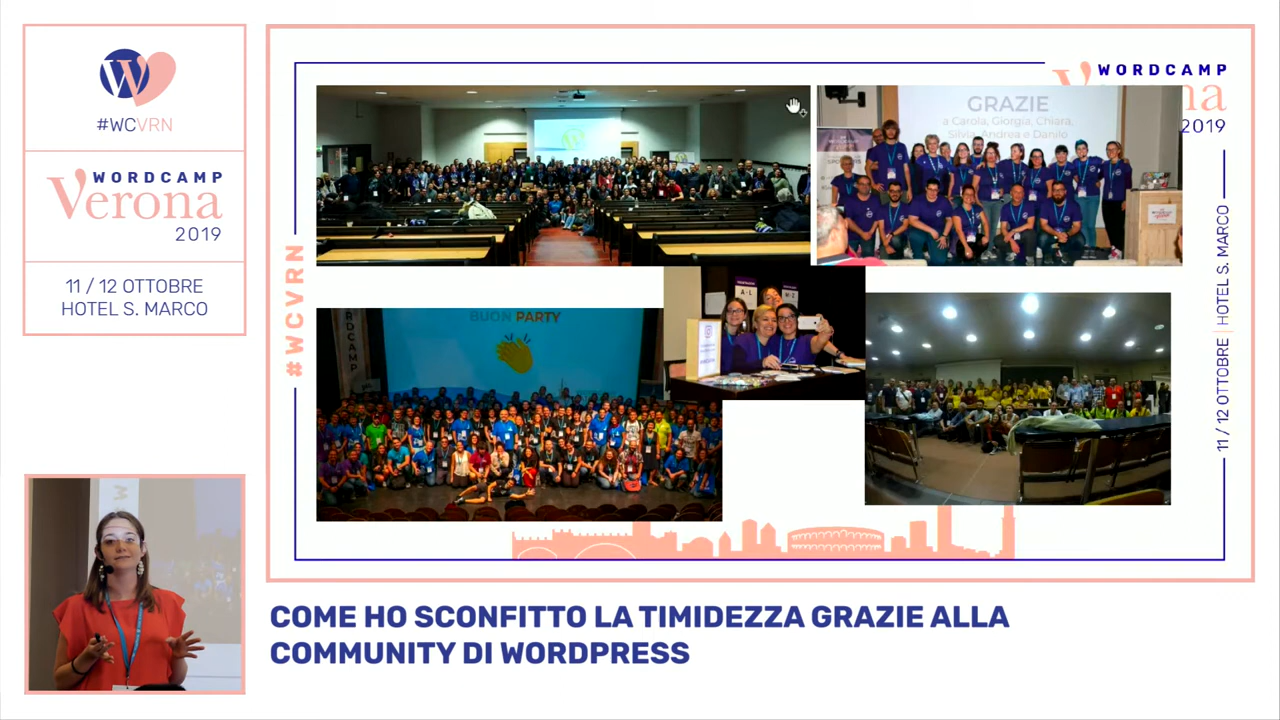 #WCVRN
WORDCAMP
Verona
2019
11 / 12 OTTOBRE
HOTEL S. MARCO
#WCVRN
WORDCAMP
na
2019
11 / 12 OTTOBRE | HOTEL S. MARCO
GRAZIE
a Carola, Giorgia, Chiara,
Silvia, Andrea e Danilo
BUON PARTY
A - L
M - Z
COME HO SCONFITTO LA TIMIDEZZA GRAZIE ALLA
COMMUNITY DI WORDPRESS